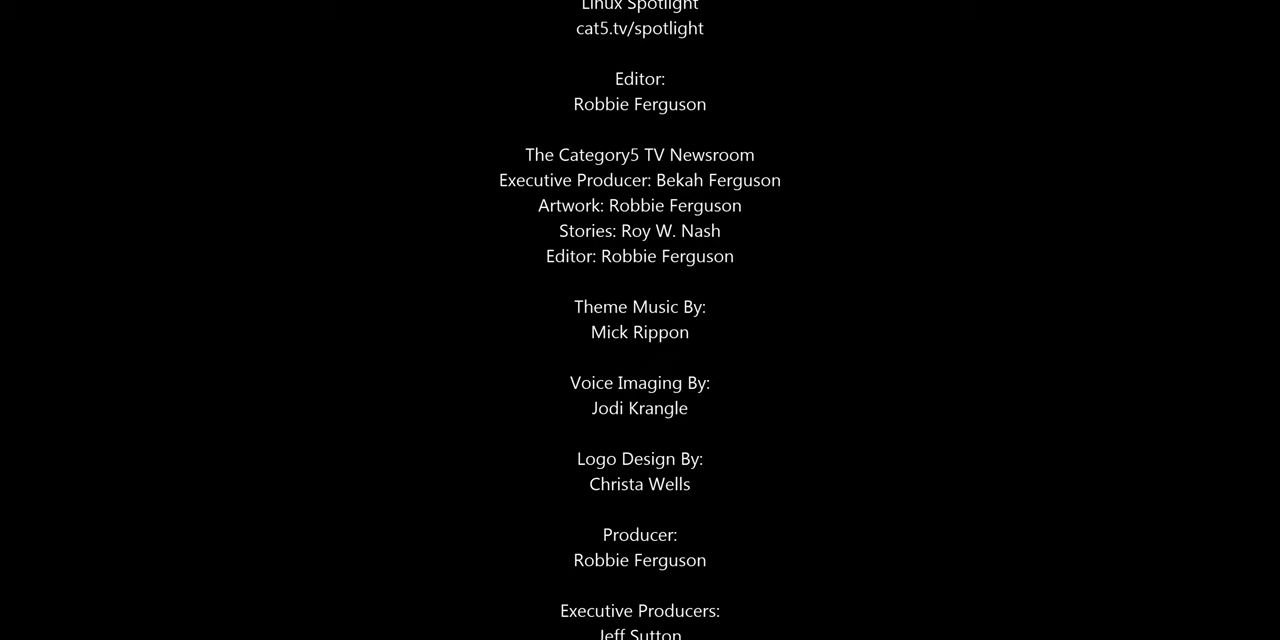 Linux Spotlight
cat5.tv/spotlight
Editor:
Robbie Ferguson
The Category5 TV Newsroom
Executive Producer: Bekah Ferguson
Artwork: Robbie Ferguson
Stories: Roy W. Nash
Editor: Robbie Ferguson
Theme Music By:
Mick Rippon
Voice Imaging By:
Jodi Krangle
Logo Design By:
Christa Wells
Producer:
Robbie Ferguson
Executive Producers:
Jeff Sutton